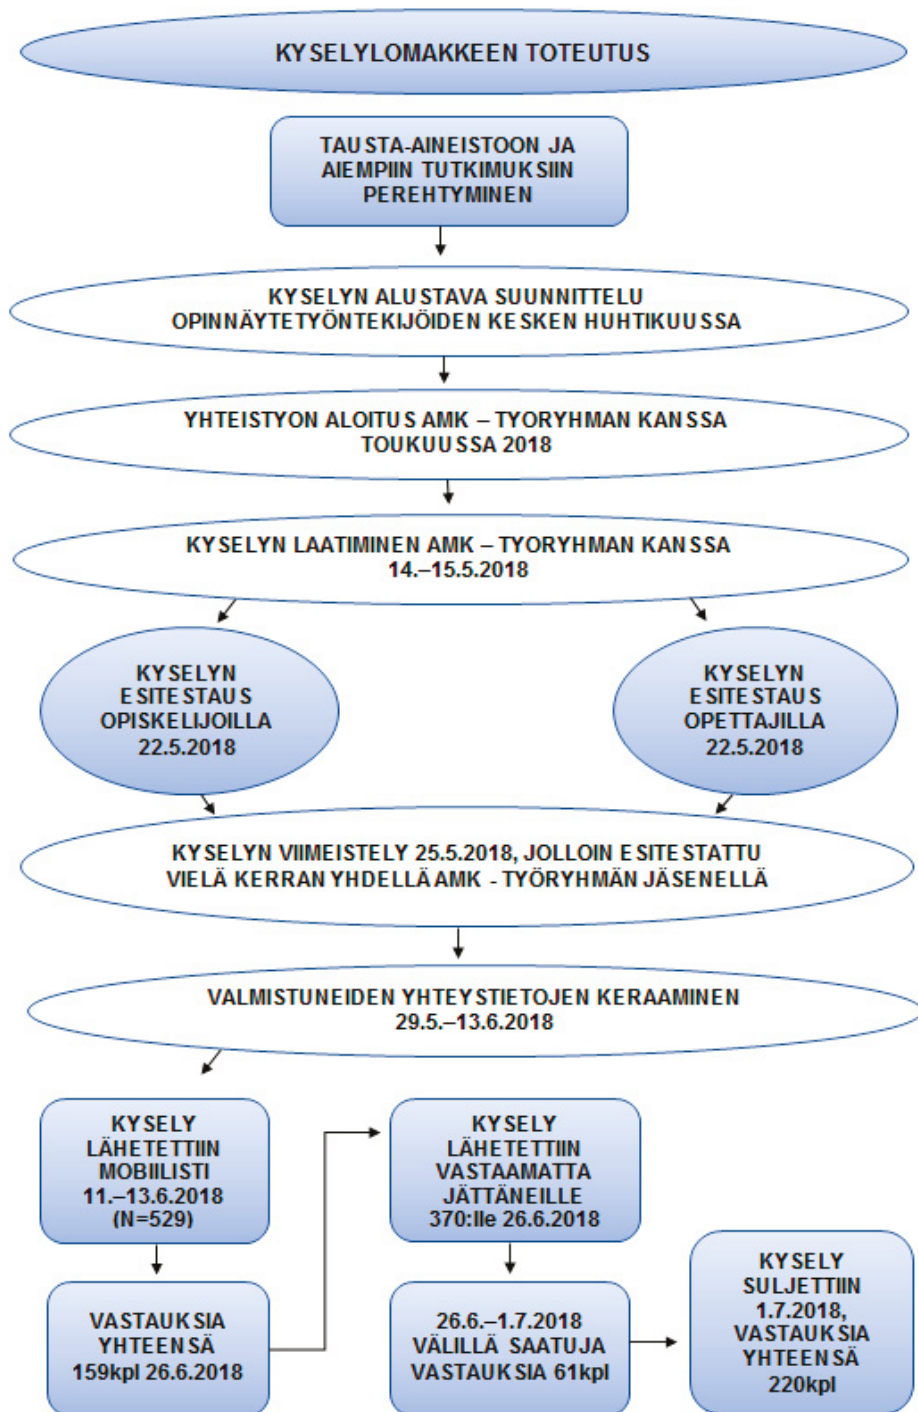 KYSELYLOMAKKEEN TOTEUTUS
TAUSTA-AINEISTOON JA
AIEMPIIN TUTKIMUKSIIN
PEREHTYMINEN
KYSELYN ALUSTAVA SUUNNITTELU
OPINNÄYTETYÖNTEKIJÖIDEN KESKEN HUHTIKUUSSA
YHTEISTYON ALOITUS AMK – TYORYHMAN KANSSA
TOUKUUSSA 2018
KYSELYN LAATIMINEN AMK – TYORYHMAN KANSSA
14.–15.5.2018
KYSELYN
ESITESTAUS
OPISKELIJOILLA
22.5.2018
KYSELYN
ESITESTAUS
OPETTAJILLA
22.5.2018
KYSELYN VIIMEISTELY 25.5.2018, JOLLOIN ESITESTATTU
VIELÄ KERRAN YHDELLÄ AMK - TYÖRYHMÄN JÄSENELLÄ
VALMISTUNEIDEN YHTEYSTIETOJEN KERAAMINEN
29.5.–13.6.2018
KYSELY
LÄHETETTIIN
MOBIILISTI
11.–13.6.2018
(N=529)
VASTAUKSIA
YHTEENSÄ
159kpl 26.6.2018
KYSELY
LÄHETETTIIN
VASTAAMATTA
JÄTTÄNEILLE
370:lle 26.6.2018
26.6.–1.7.2018
VÄLILLÄ SAATUJA
VASTAUKSIA 61kpl
KYSELY
SULJETTIIN
1.7.2018,
VASTAUKSIA
YHTEENSÄ
220kpl